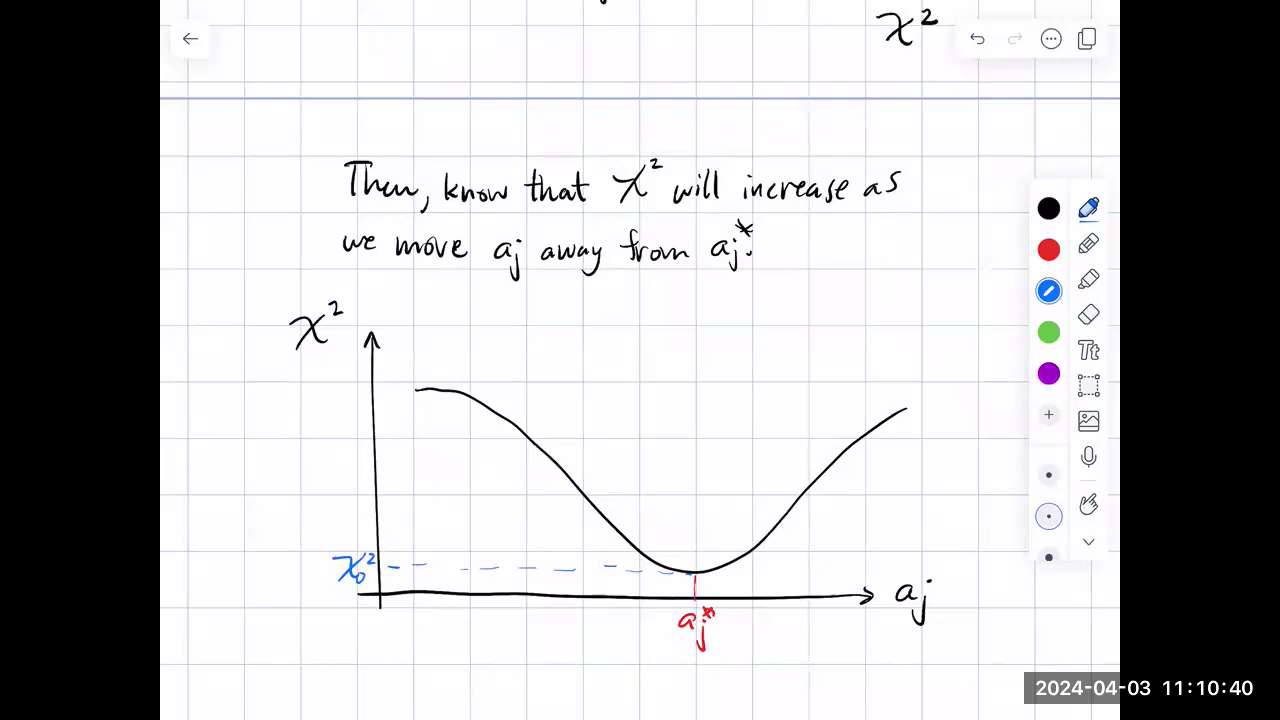 χ²
Then, know that χ² will increase as
we move aj away from aj*.
χ²
χ₀²
aj
aj*
Tt
2024-04-03 11:10:40